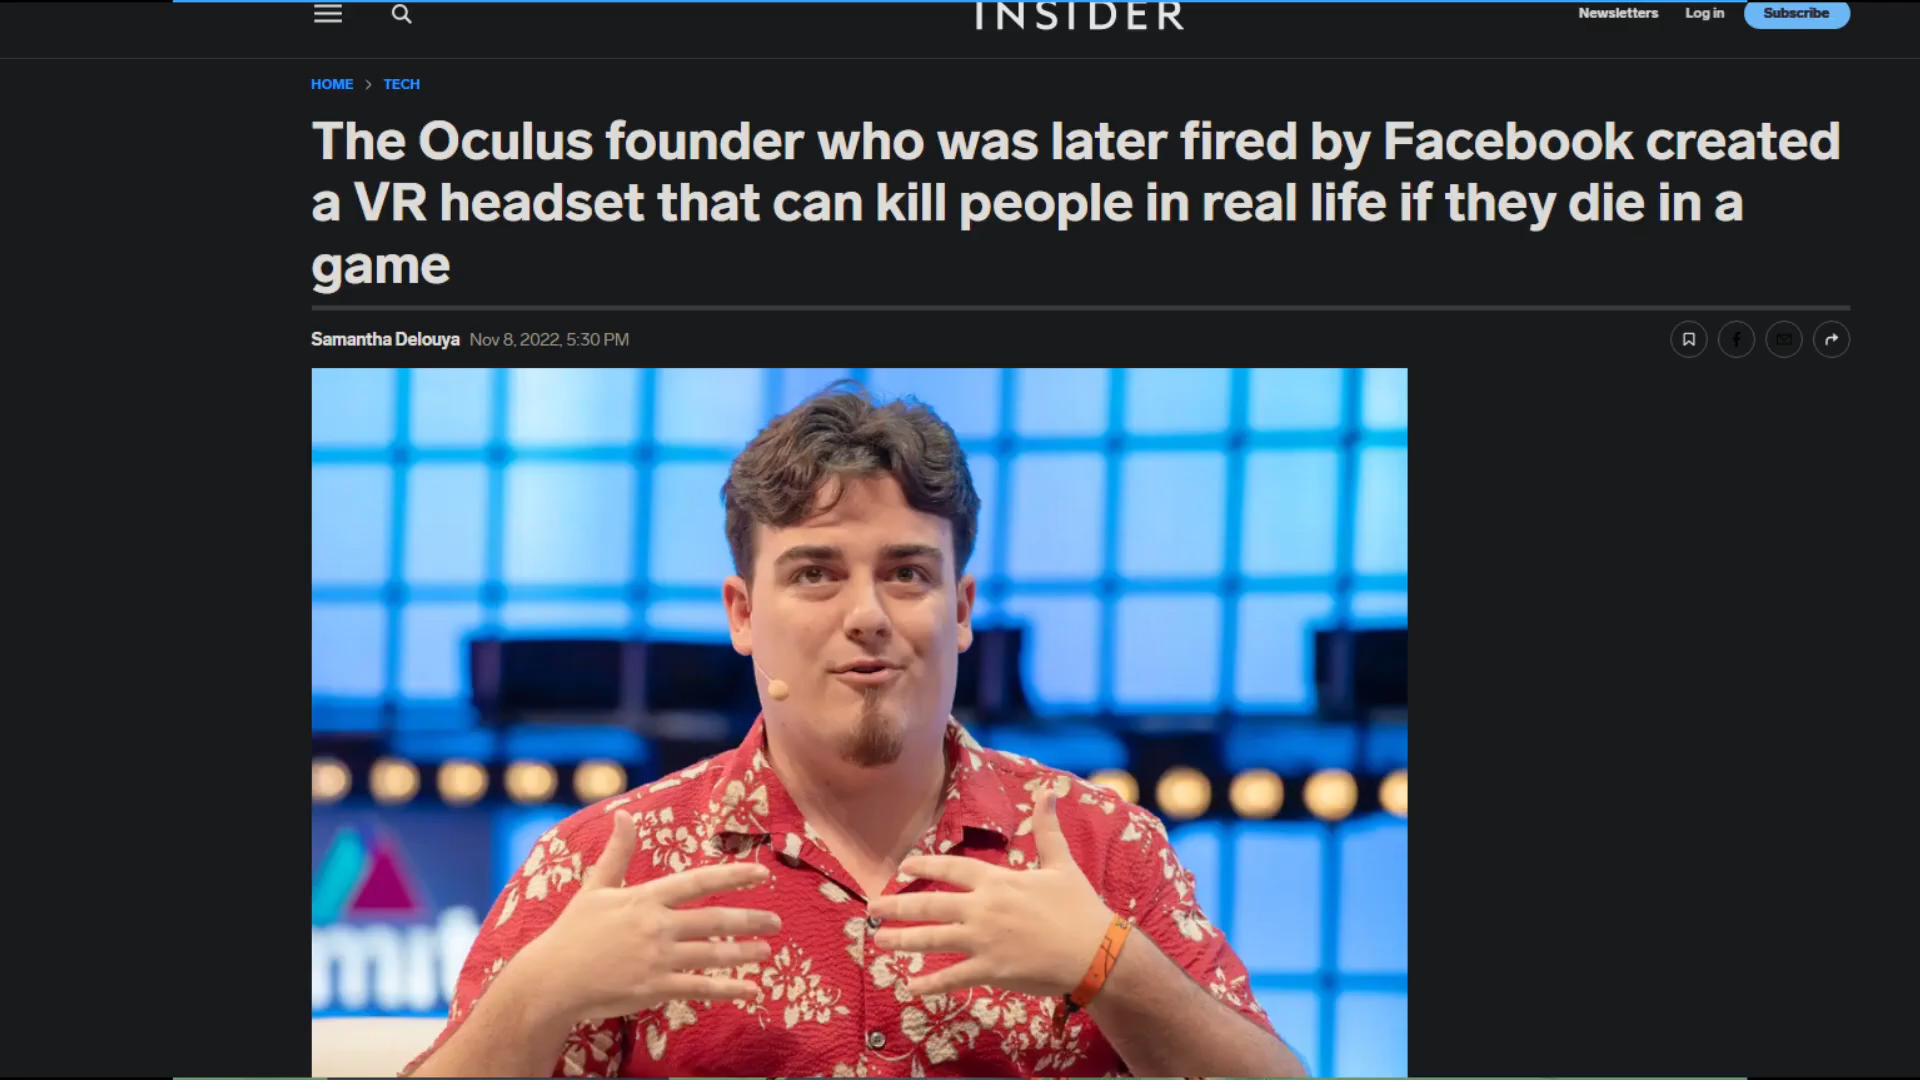 INSIDER
Newsletters
Log in
Subscribe
HOME > TECH
The Oculus founder who was later fired by Facebook created
a VR headset that can kill people in real life if they die in a
game
Samantha Delouya Nov 8, 2022, 5:30 PM